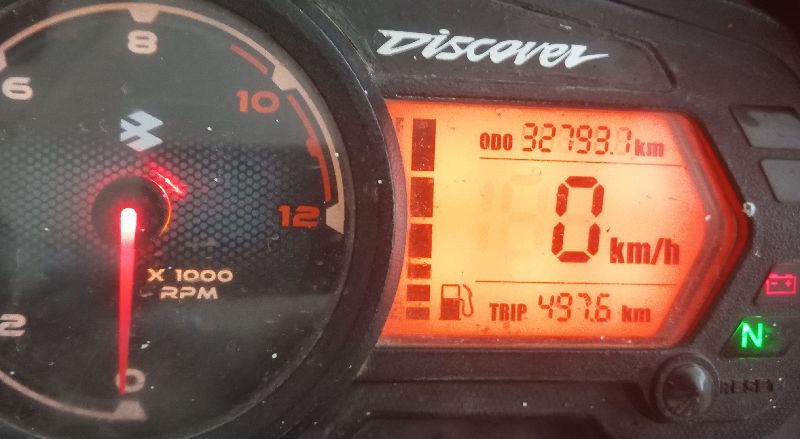 Discover
8
6
10
12
X 1000
RPM
2
0
ODO 32793.7 km
0 km/h
TRIP 497.6 km
N
RESET